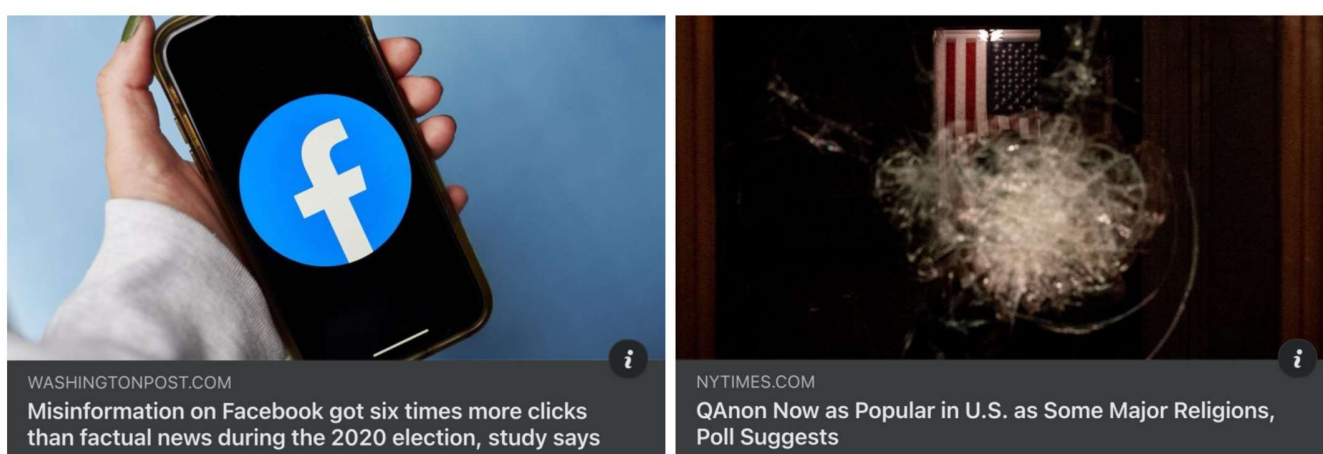 WASHINGTONPOST.COM
Misinformation on Facebook got six times more clicks
than factual news during the 2020 election, study says
NYTIMES.COM
QAnon Now as Popular in U.S. as Some Major Religions,
Poll Suggests